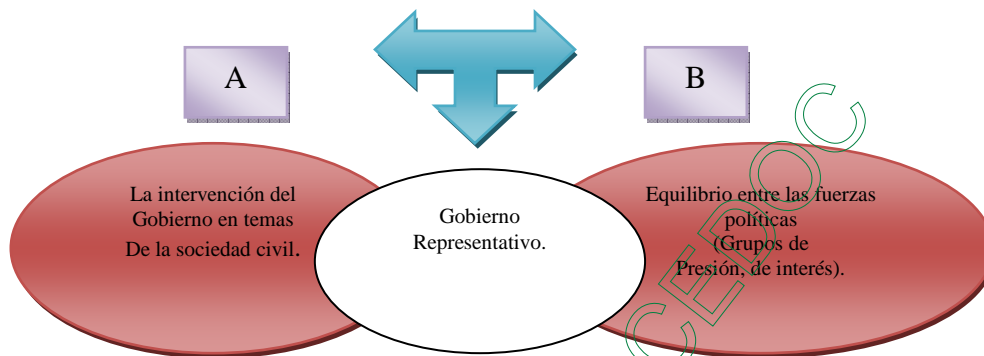 A
B
La intervención del
Gobierno en temas
De la sociedad civil.
Gobierno
Representativo.
Equilibrio entre las fuerzas
políticas
(Grupos de
Presión, de interés).
CEDOC